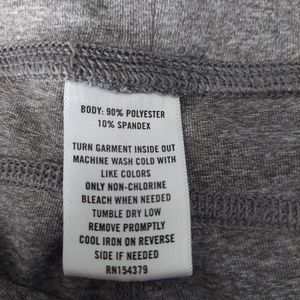 BODY: 90% POLYESTER
10% SPANDEX
TURN GARMENT INSIDE OUT
MACHINE WASH COLD WITH
LIKE COLORS
ONLY NON-CHLORINE
BLEACH WHEN NEEDED
TUMBLE DRY LOW
REMOVE PROMPTLY
COOL IRON ON REVERSE
SIDE IF NEEDED
RN154379